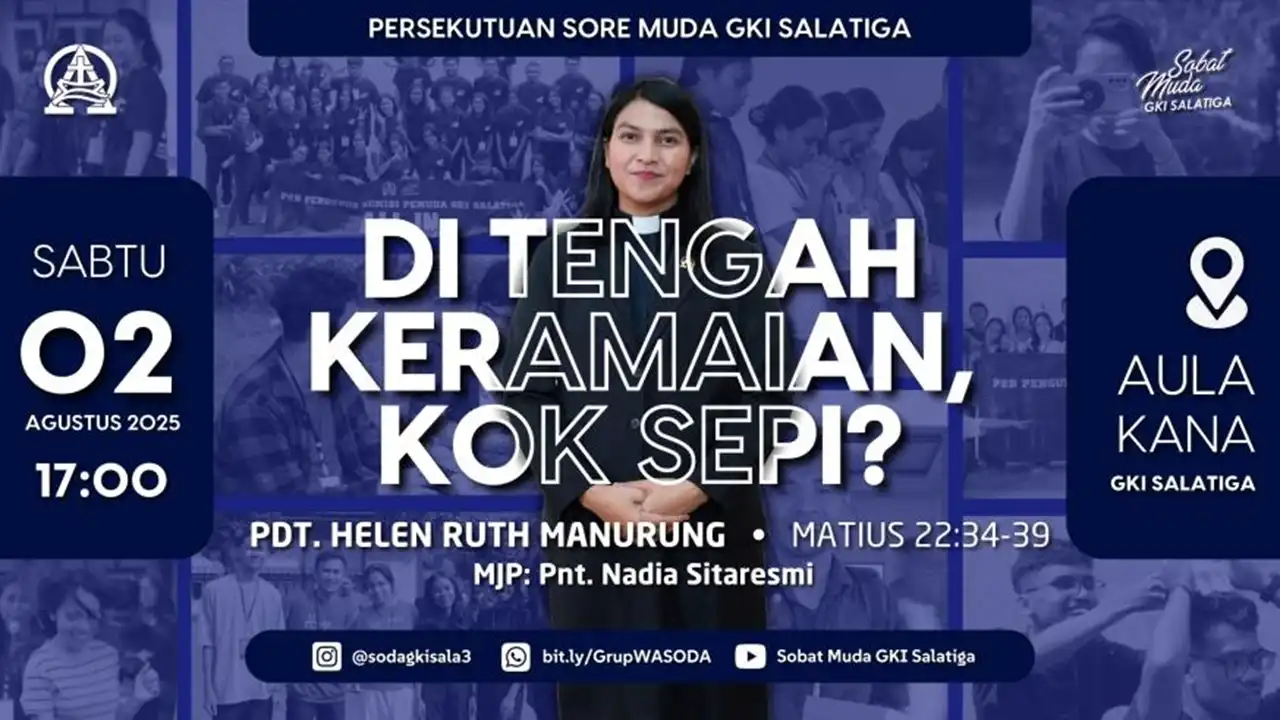 PERSEKUTUAN SORE MUDA GKI SALATIGA
Sobat
Muda
GKI SALATIGA
SABTU
02
AGUSTUS 2025
17:00
DI TENGAH
KERAMAIAN,
KOK SEPI?
AULA
KANA
GKI SALATIGA
PDT. HELEN RUTH MANURUNG • MATIUS 22:34-39
MJP: Pnt. Nadia Sitaresmi
@sodagkisala3 bit.ly/GrupWASODA Sobat Muda GKI Salatiga